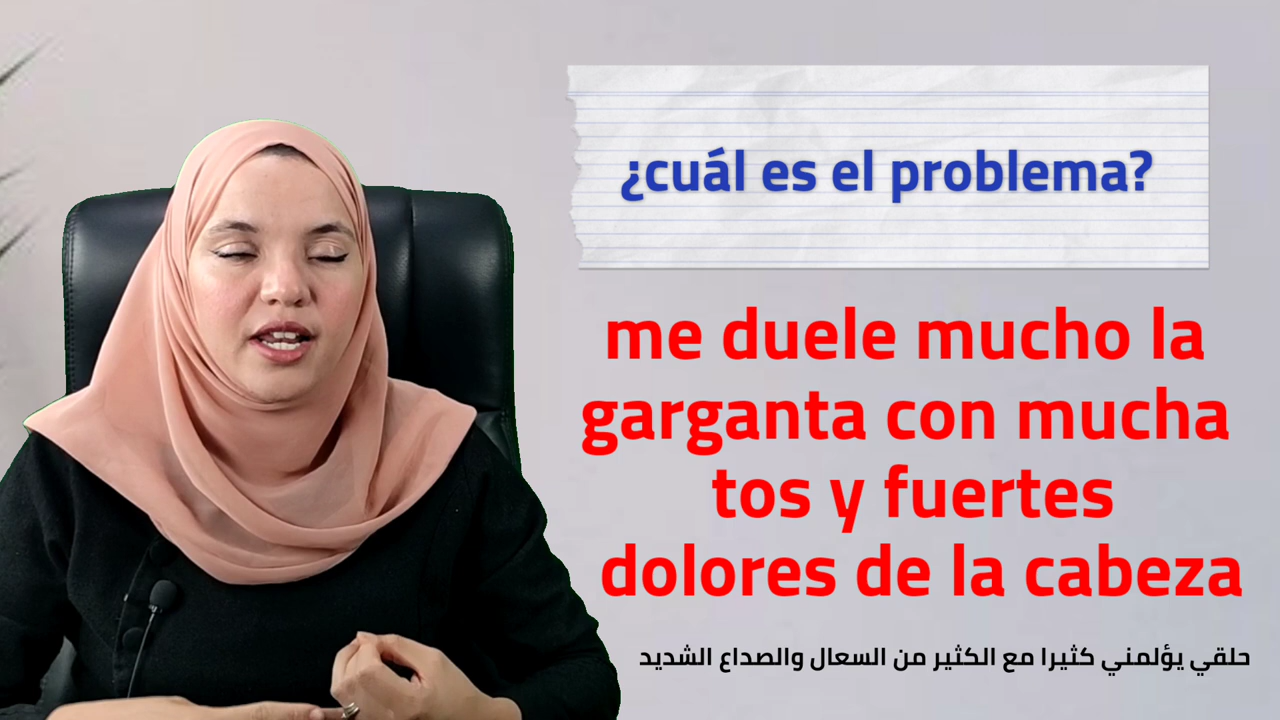 ¿cuál es el problema?
me duele mucho la
garganta con mucha
tos y fuertes
dolores de la cabeza
حلقي يؤلمني كثيرا مع الكثير من السعال والصداع الشديد